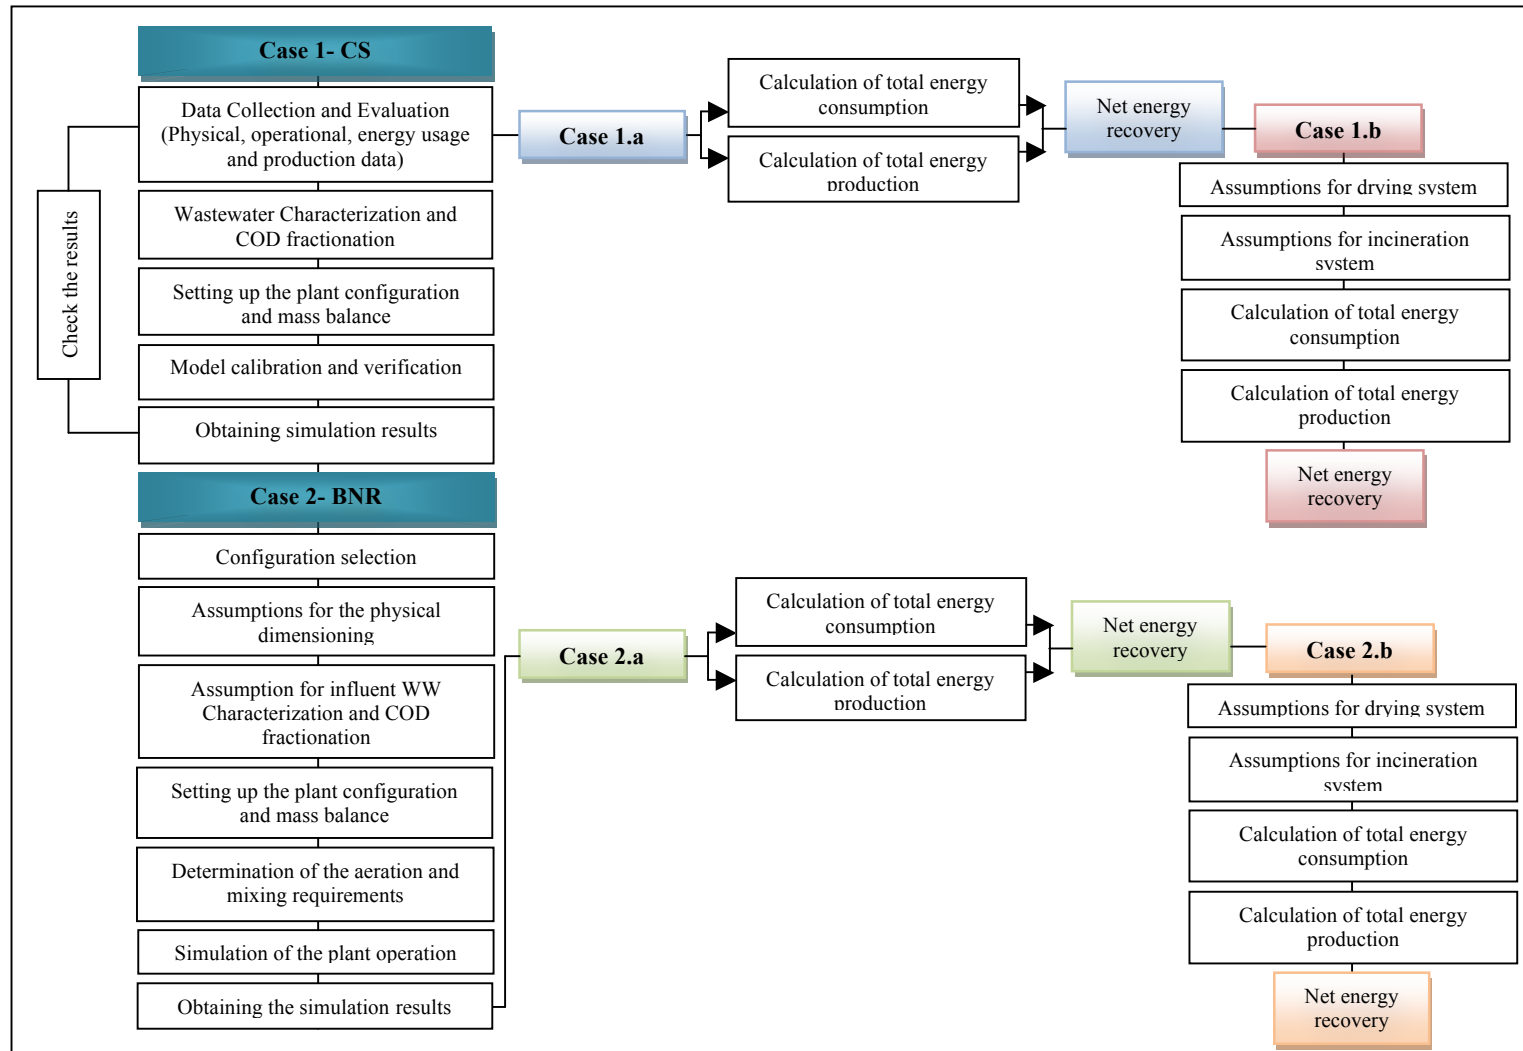 Case 1- CS
Data Collection and Evaluation
(Physical, operational, energy usage
and production data)
Wastewater Characterization and
COD fractionation
Setting up the plant configuration
and mass balance
Model calibration and verification
Obtaining simulation results
Check the results
Case 1.a
Calculation of total energy
consumption
Calculation of total energy
production
Net energy
recovery
Case 1.b
Assumptions for drying system
Assumptions for incineration
system
Calculation of total energy
consumption
Calculation of total energy
production
Net energy
recovery
Case 2- BNR
Configuration selection
Assumptions for the physical
dimensioning
Assumption for influent WW
Characterization and COD
fractionation
Setting up the plant configuration
and mass balance
Determination of the aeration and
mixing requirements
Simulation of the plant operation
Obtaining the simulation results
Case 2.a
Calculation of total energy
consumption
Calculation of total energy
production
Net energy
recovery
Case 2.b
Assumptions for drying system
Assumptions for incineration
system
Calculation of total energy
consumption
Calculation of total energy
production
Net energy
recovery